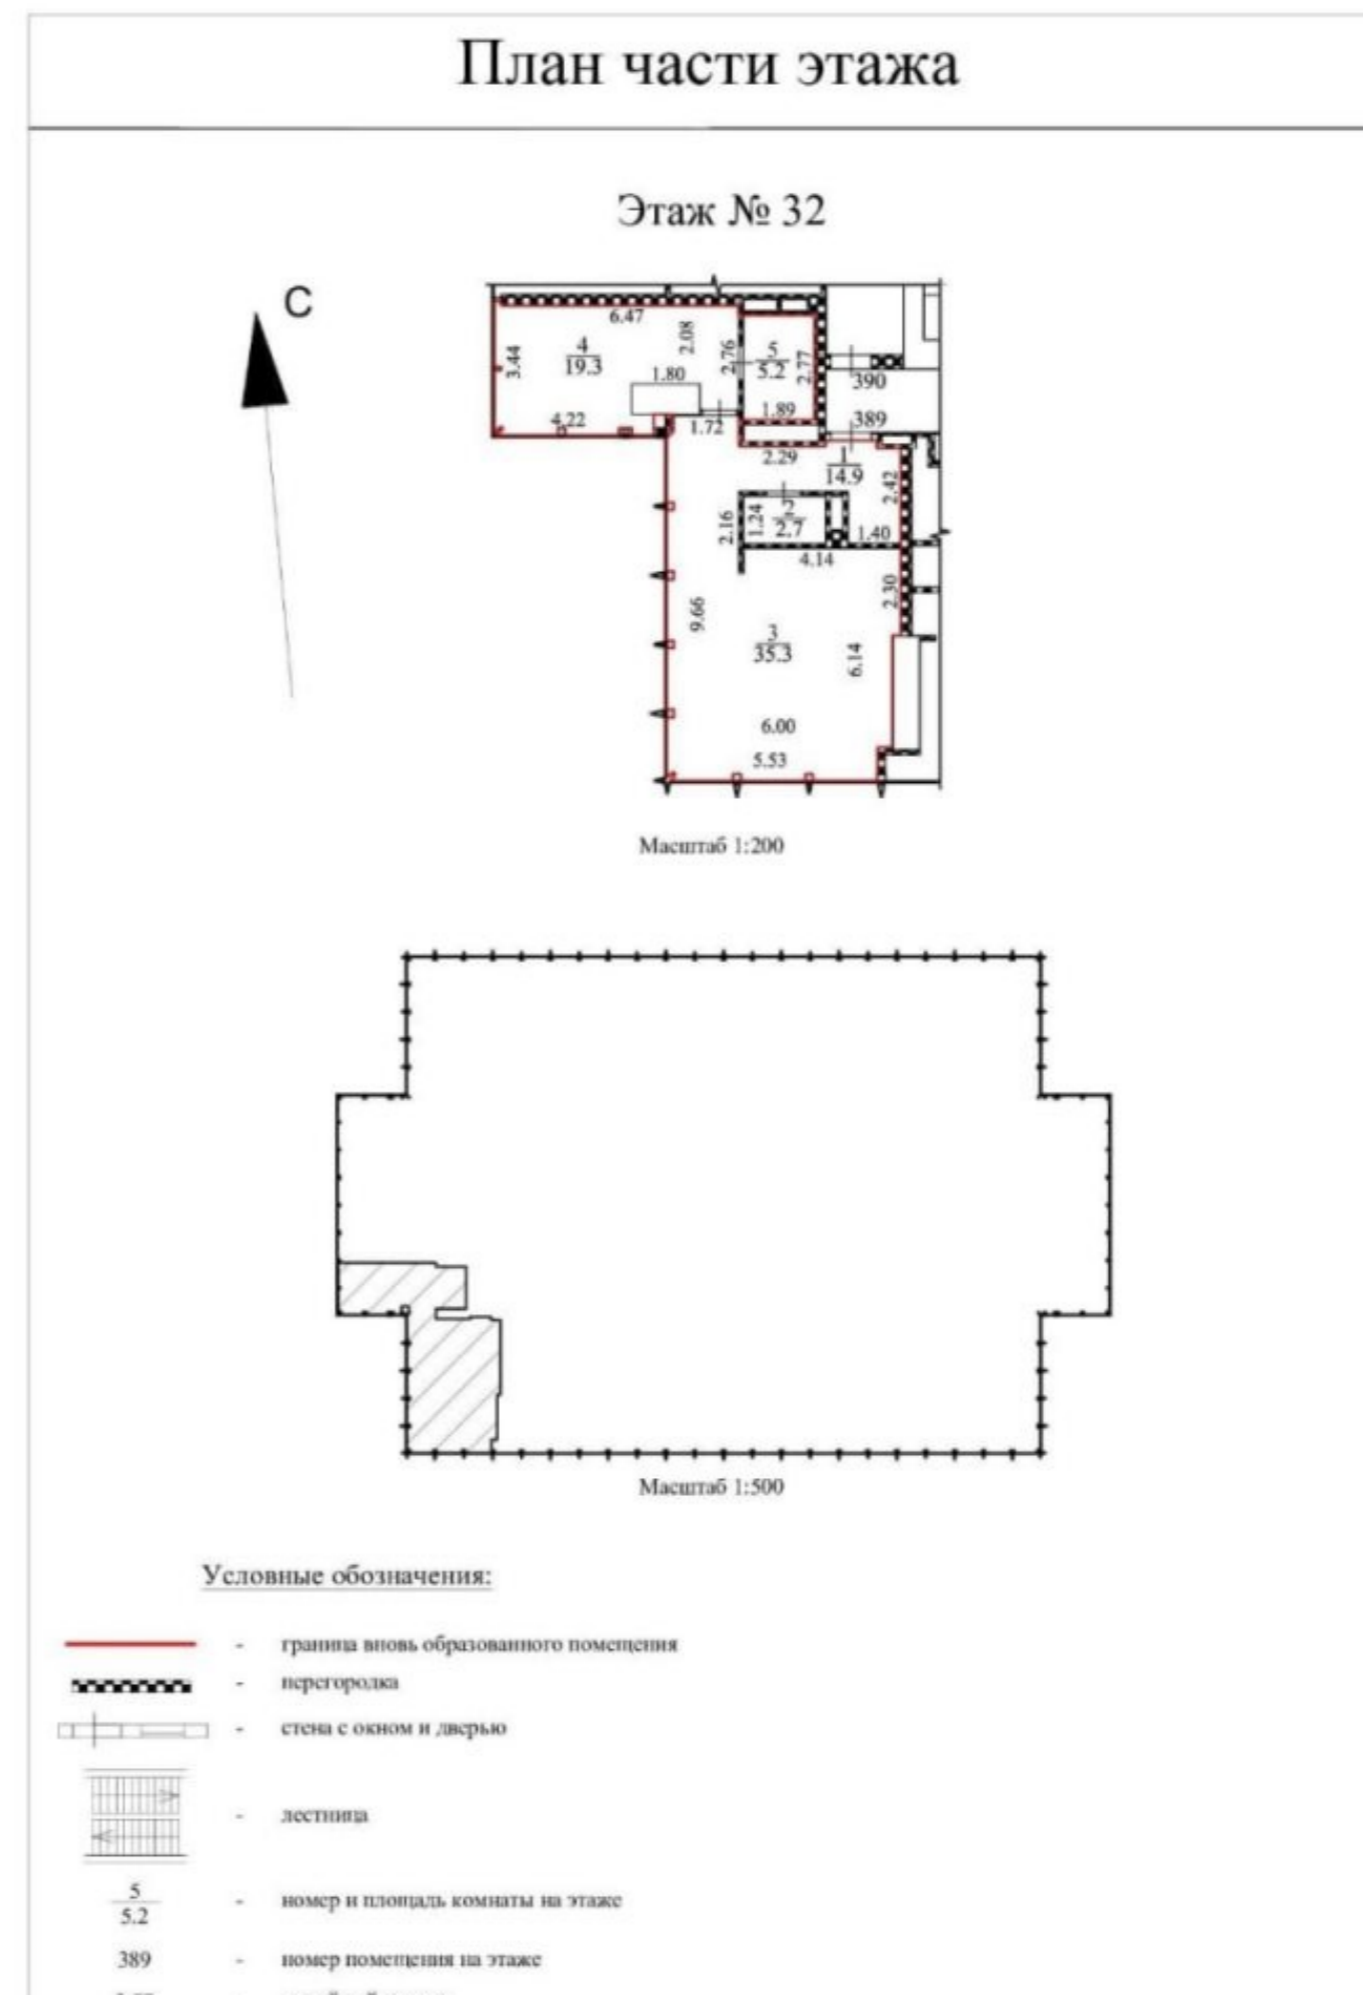 План части этажа
Этаж № 32
С
6.47
2.08
4
19.3
3.44
2.76
5
5.2
2.77
1.80
390
4.22
1.72
1.89
389
2.29
1
14.9
2.42
2.16
1.24
2
2.7
1.40
4.14
2.30
9.66
3
35.3
6.14
6.00
5.53
Масштаб 1:200
Масштаб 1:500
Условные обозначения:
- граница вновь образованного помещения
- перегородка
- стена с окном и дверью
- лестница
5
5.2
- номер и площадь комнаты на этаже
389 - номер помещения на этаже